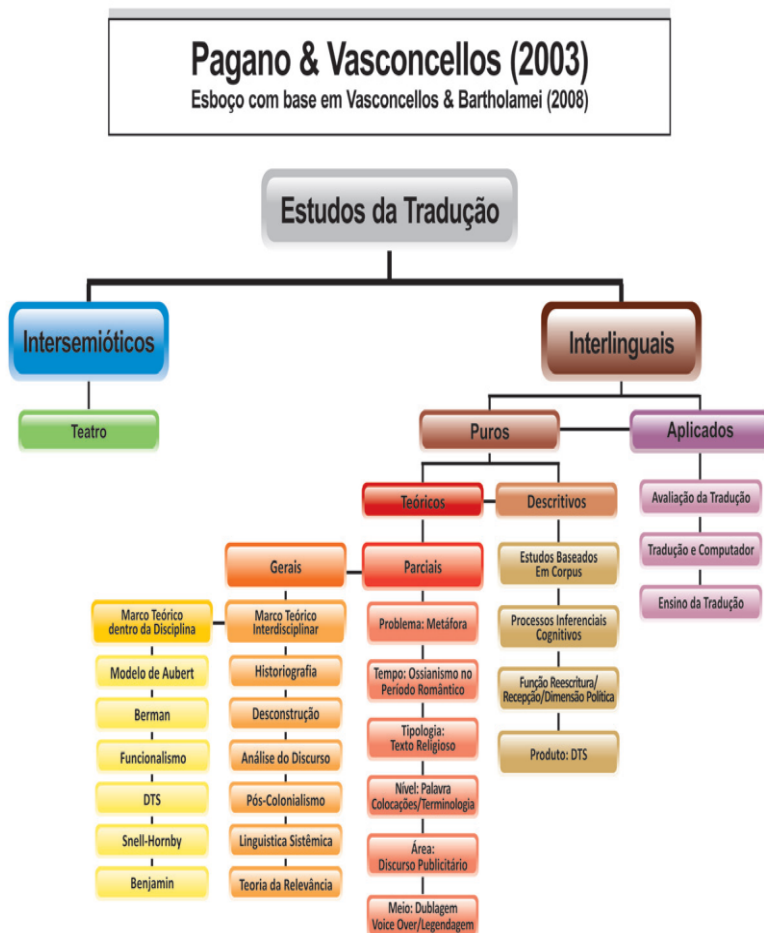 Pagano & Vasconcellos (2003)
Esboço com base em Vasconcellos & Bartholamei (2008)
Estudos da Tradução
Intersemióticos
Interlinguais
Teatro
Puros
Aplicados
Teóricos
Descritivos
Avaliação da Tradução
Tradução e Computador
Ensino da Tradução
Gerais
Parciais
Estudos Baseados
Em Corpus
Processos Inferenciais
Cognitivos
Função Reescritura/
Recepção/Dimensão Política
Produto: DTS
Marco Teórico
dentro da Disciplina
Modelo de Aubert
Berman
Funcionalismo
DTS
Snell-Hornby
Benjamin
Marco Teórico
Interdisciplinar
Historiografia
Desconstrução
Análise do Discurso
Pós-Colonialismo
Linguistica Sistêmica
Teoria da Relevância
Problema: Metáfora
Tempo: Ossianismo no
Período Romântico
Tipologia:
Texto Religioso
Nível: Palavra
Colocações/Terminologia
Área:
Discurso Publicitário
Meio: Dublagem
Voice Over/Legendagem